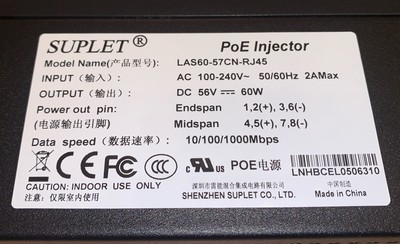 SUPLET® PoE Injector
Model Name(产品型号): LAS60-57CN-RJ45
INPUT (输入): AC 100-240V~ 50/60Hz 2AMax
OUTPUT (输出): DC 56V ⎓ 60W
Power out pin: Endspan 1,2(+), 3,6(-)
(电源输出引脚) Midspan 4,5(+), 7,8(-)
Data speed (数据速率): 10/100/1000Mbps
CCC c UL US POE电源 LNHBCEL0506310
CAUTION: INDOOR USE ONLY 深圳市雷能混合集成电路有限公司 中国制造
注意：仅限室内使用 SHENZHEN SUPLET CO., LTD Made in China